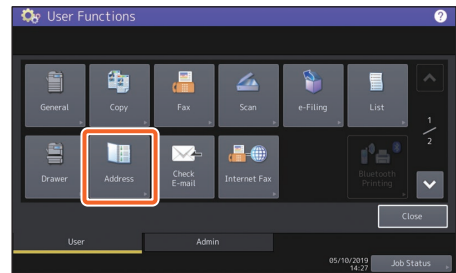 User Functions
?
General Copy Fax Scan e-Filing List
1
2
Drawer Address Check E-mail Internet Fax Bluetooth Printing
Close
User Admin
05/10/2019
14:27
Job Status